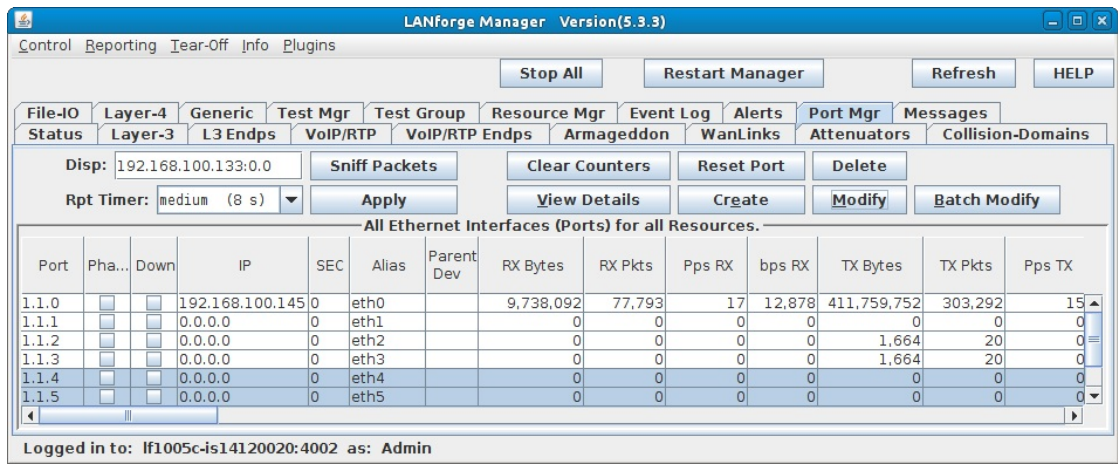 LANforge Manager Version(5.3.3)
Control Reporting Tear-Off Info Plugins
Stop All Restart Manager Refresh HELP
File-IO Layer-4 Generic Test Mgr Test Group Resource Mgr Event Log Alerts Port Mgr Messages
Status Layer-3 L3 Endps VoIP/RTP VoIP/RTP Endps Armageddon WanLinks Attenuators Collision-Domains
Disp: 192.168.100.133:0.0 Sniff Packets Clear Counters Reset Port Delete
Rpt Timer: medium (8 s) Apply View Details Create Modify Batch Modify
All Ethernet Interfaces (Ports) for all Resources.
Port Pha... Down IP SEC Alias Parent Dev RX Bytes RX Pkts Pps RX bps RX TX Bytes TX Pkts Pps TX
1.1.0 192.168.100.145 0 eth0 9,738,092 77,793 17 12,878 411,759,752 303,292 15
1.1.1 0.0.0.0 0 eth1 0 0 0 0 0 0 0
1.1.2 0.0.0.0 0 eth2 0 0 0 0 1,664 20 0
1.1.3 0.0.0.0 0 eth3 0 0 0 0 1,664 20 0
1.1.4 0.0.0.0 0 eth4 0 0 0 0 0 0 0
1.1.5 0.0.0.0 0 eth5 0 0 0 0 0 0 0
Logged in to: lf1005c-is14120020:4002 as: Admin